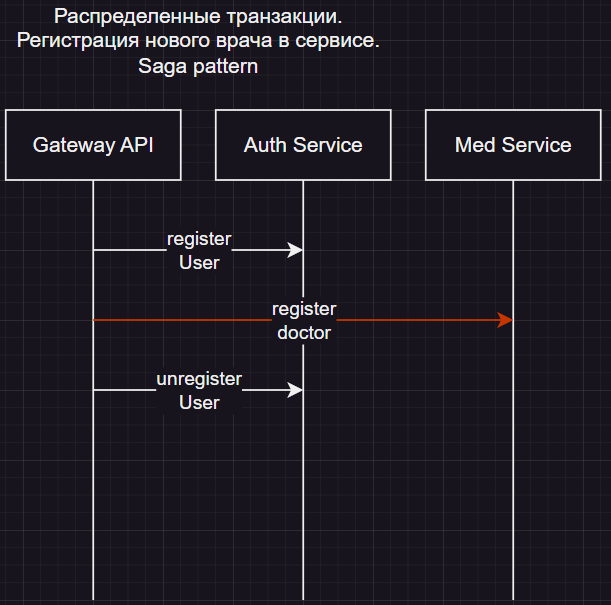 Распределенные транзакции.
Регистрация нового врача в сервисе.
Saga pattern
Gateway API
Auth Service
Med Service
register
User
register
doctor
unregister
User